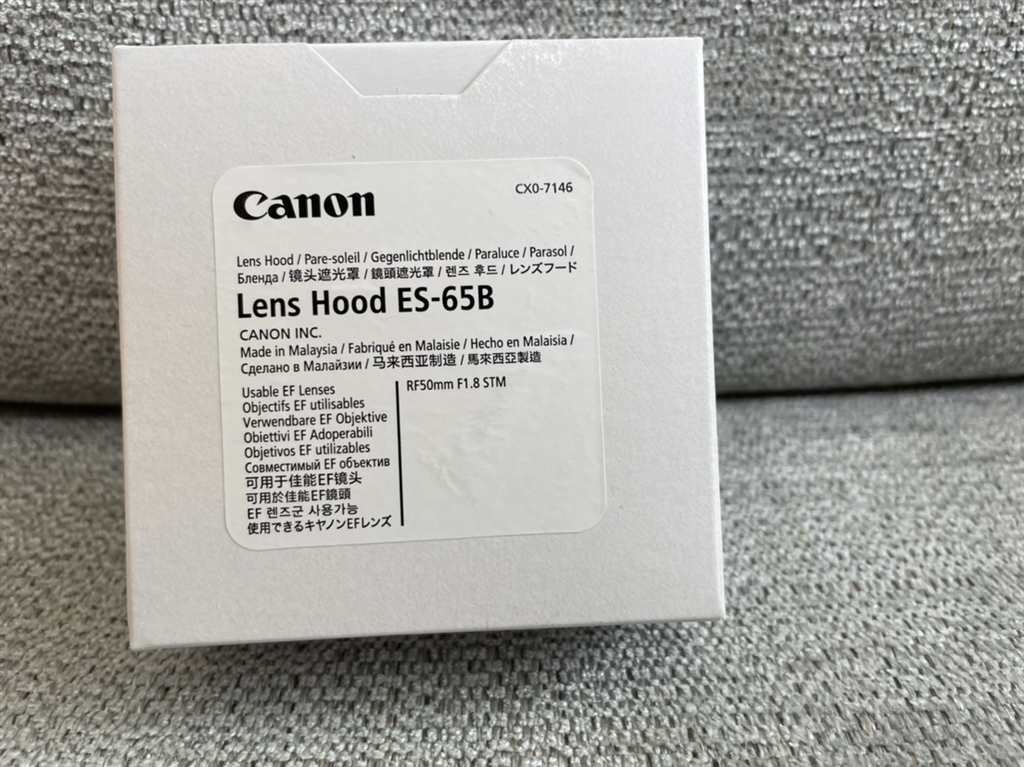 Canon
CX0-7146
Lens Hood / Pare-soleil / Gegenlichtblende / Paraluce / Parasol /
Бленда / 镜头遮光罩 / 鏡頭遮光罩 / 렌즈 후드 / レンズフード
Lens Hood ES-65B
CANON INC.
Made in Malaysia / Fabriqué en Malaisie / Hecho en Malaisia /
Сделано в Малайзии / 马来西亚制造 / 馬來西亞製造
Usable EF Lenses
Objectifs EF utilisables
Verwendbare EF Objektive
Obiettivi EF Adoperabili
Objetivos EF utilizables
Совместимый EF объектив
可用于佳能EF镜头
可用於佳能EF鏡頭
EF 렌즈군 사용가능
使用できるキヤノンEFレンズ
RF50mm F1.8 STM